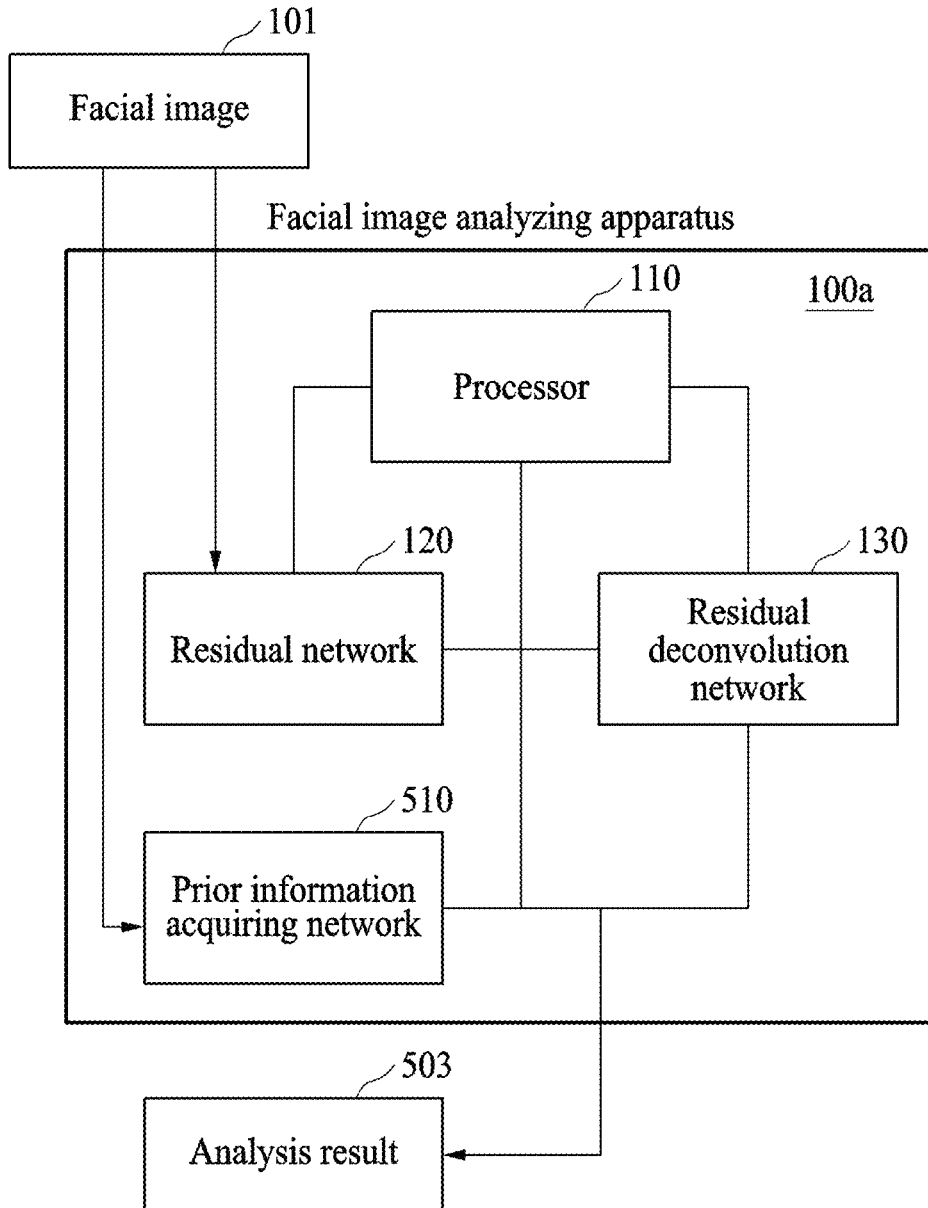 101
Facial image
Facial image analyzing apparatus
100a
110
Processor
120
Residual network
130
Residual
deconvolution
network
510
Prior information
acquiring network
503
Analysis result